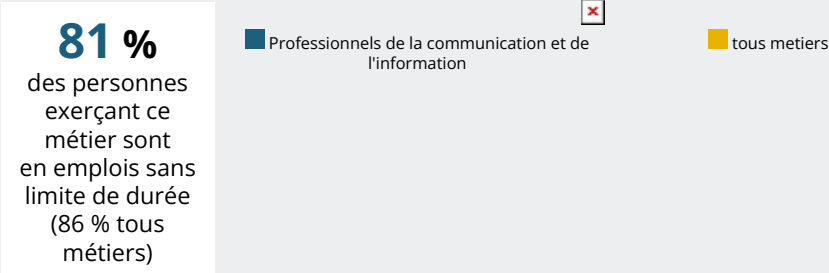 81 %
des personnes
exerçant ce
métier sont
en emplois sans
limite de durée
(86 % tous
métiers)
Professionnels de la communication et de
l'information
tous metiers